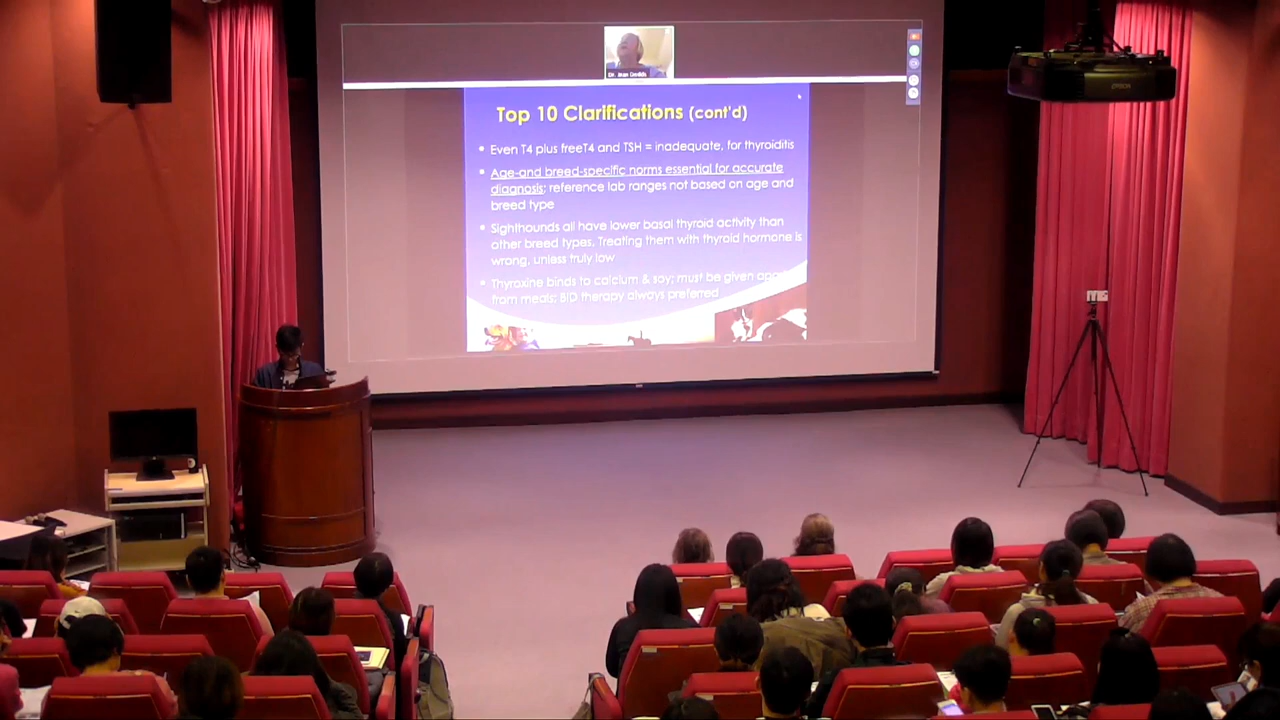 Top 10 Clarifications (cont'd)
• Even T4 plus freeT4 and TSH = inadequate, for thyroiditis
• Age-and breed-specific norms essential for accurate
diagnosis; reference lab ranges not based on age and
breed type
• Sighthounds all have lower basal thyroid activity than
other breed types. Treating them with thyroid hormone is
wrong, unless truly low
• Thyroxine binds to calcium & soy; must be given apart
from meals; BID therapy always preferred
EPSON